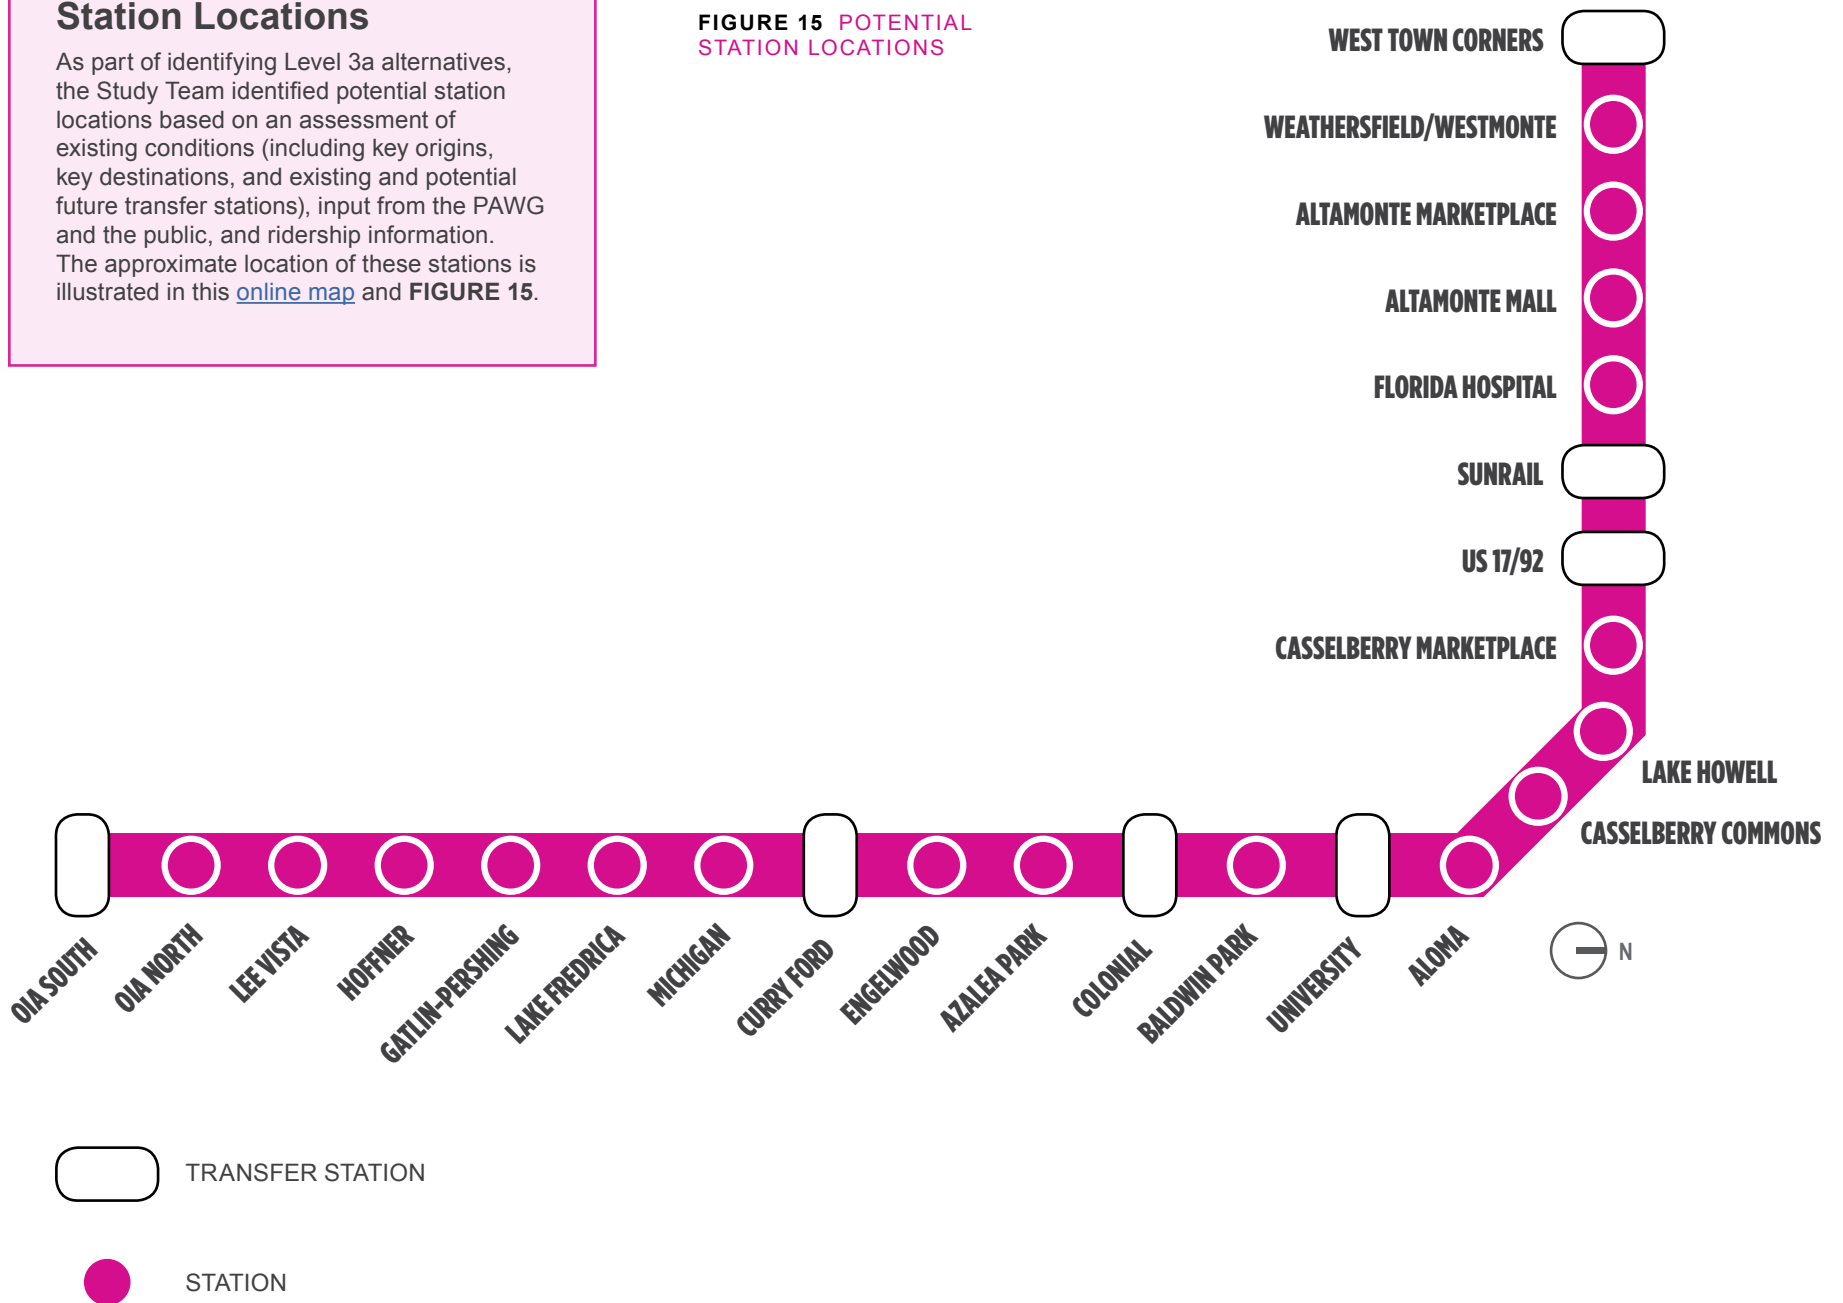 Station Locations
As part of identifying Level 3a alternatives,
the Study Team identified potential station
locations based on an assessment of
existing conditions (including key origins,
key destinations, and existing and potential
future transfer stations), input from the PAWG
and the public, and ridership information.
The approximate location of these stations is
illustrated in this online map and FIGURE 15.
FIGURE 15 POTENTIAL
STATION LOCATIONS
WEST TOWN CORNERS
WEATHERSFIELD/WESTMONTE
ALTAMONTE MARKETPLACE
ALTAMONTE MALL
FLORIDA HOSPITAL
SUNRAIL
US 17/92
CASSELBERRY MARKETPLACE
LAKE HOWELL
CASSELBERRY COMMONS
OIA SOUTH
OIA NORTH
LEE VISTA
HOFFNER
GATLIN-PERSHING
LAKE FREDRICA
MICHIGAN
CURRY FORD
ENGELWOOD
AZALEA PARK
COLONIAL
BALDWIN PARK
UNIVERSITY
ALOMA
N
TRANSFER STATION
STATION